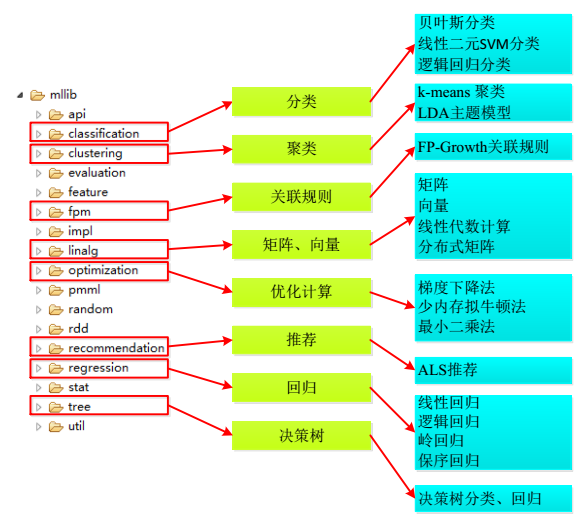 mllib
api
classification
clustering
evaluation
feature
fpm
impl
linalg
optimization
pmml
random
rdd
recommendation
regression
stat
tree
util
分类
聚类
关联规则
矩阵、向量
优化计算
推荐
回归
决策树
贝叶斯分类
线性二元SVM分类
逻辑回归分类
k-means 聚类
LDA主题模型
FP-Growth关联规则
矩阵
向量
线性代数计算
分布式矩阵
梯度下降法
少内存拟牛顿法
最小二乘法
ALS推荐
线性回归
逻辑回归
岭回归
保序回归
决策树分类、回归